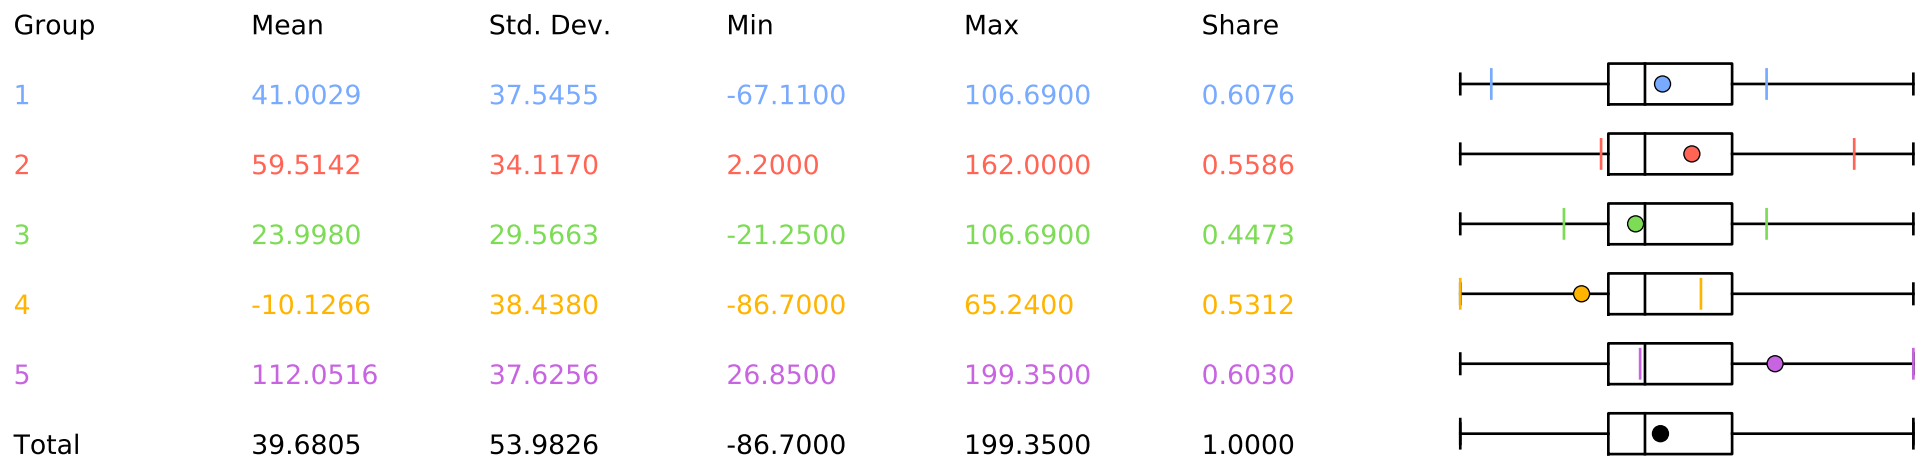 Group Mean Std. Dev. Min Max Share
1 41.0029 37.5455 -67.1100 106.6900 0.6076
2 59.5142 34.1170 2.2000 162.0000 0.5586
3 23.9980 29.5663 -21.2500 106.6900 0.4473
4 -10.1266 38.4380 -86.7000 65.2400 0.5312
5 112.0516 37.6256 26.8500 199.3500 0.6030
Total 39.6805 53.9826 -86.7000 199.3500 1.0000